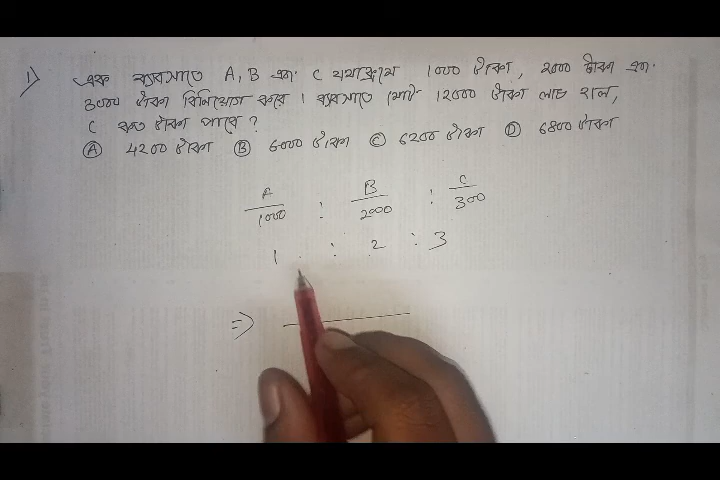 1) এক ব্যবসাতে A, B এবং C যথাক্রমে 1000 টাকা, 2000 টাকা এবং
3000 টাকা বিনিয়োগ করে । ব্যবসাতে মোট 12000 টাকা লাভ হলে,
C কত টাকা পাবে ?
Ⓐ 4200 টাকা Ⓑ 6000 টাকা Ⓒ 6200 টাকা Ⓓ 6800 টাকা
A : B : C
1000 2000 300
1 : 2 : 3
⇒